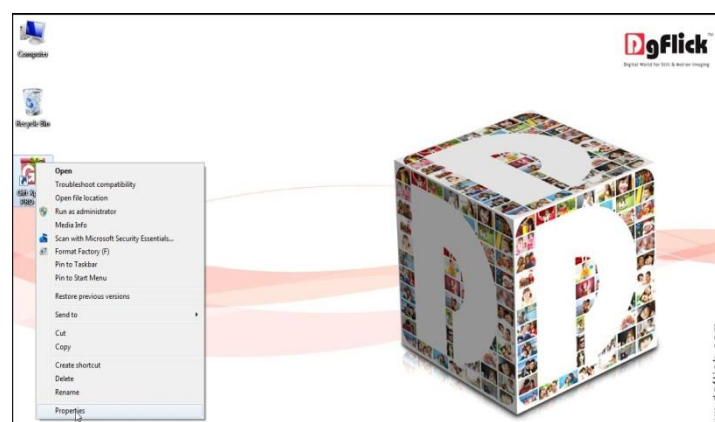 Computer
DgFlick™
Digital World for Still & Motion Imaging
Recycle Bin
PRO
Open
Troubleshoot compatibility
Open file location
Run as administrator
Media Info
Scan with Microsoft Security Essentials...
Format Factory (F)
Pin to Taskbar
Pin to Start Menu
Restore previous versions
Send to
Cut
Copy
Create shortcut
Delete
Rename
Properties